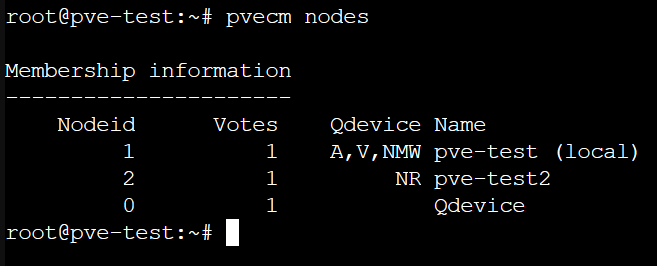 root@pve-test:~# pvecm nodes
Membership information
----------------------
Nodeid Votes Qdevice Name
1 1 A,V,NMW pve-test (local)
2 1 NR pve-test2
0 1 Qdevice
root@pve-test:~#